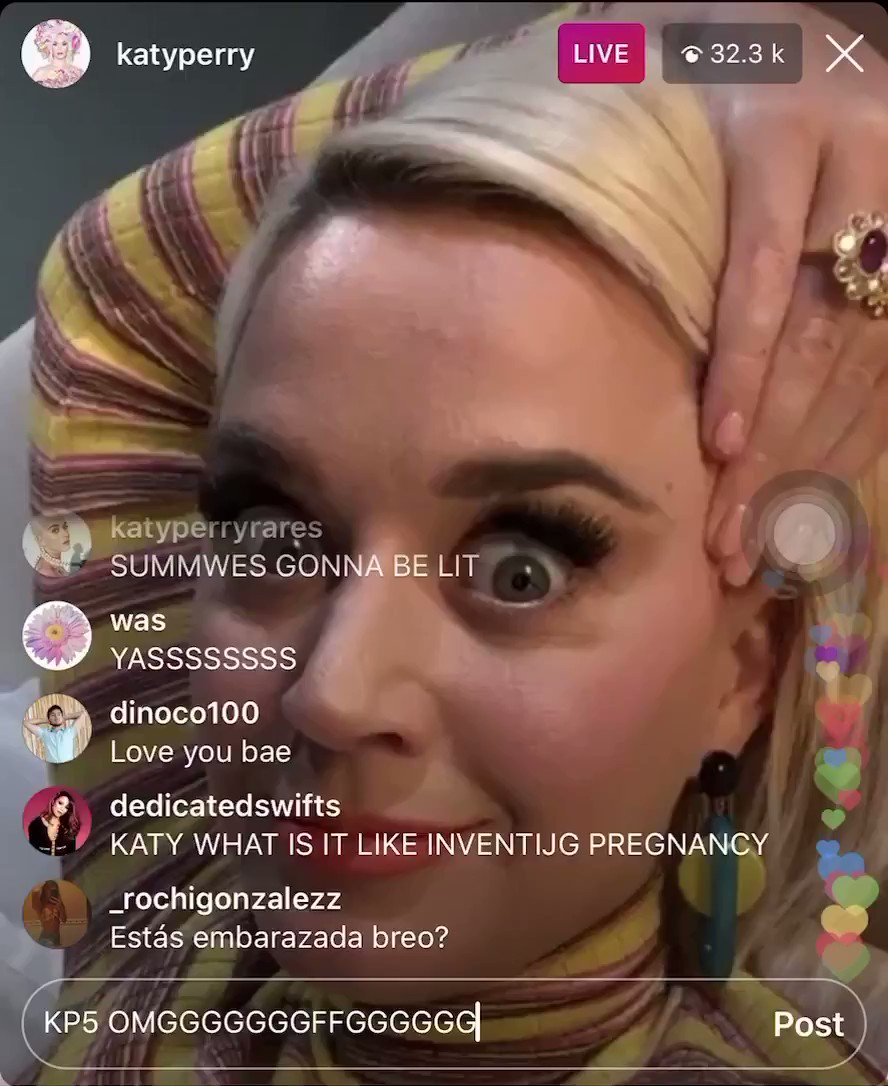 katyperry
LIVE
32.3 k
katyperryrares
SUMMWES GONNA BE LIT
was
YASSSSSSSS
dinoco100
Love you bae
dedicatedswifts
KATY WHAT IS IT LIKE INVENTIJG PREGNANCY
_rochigonzalezz
Estás embarazada breo?
KP5 OMGGGGGGGFFGGGGGG
Post